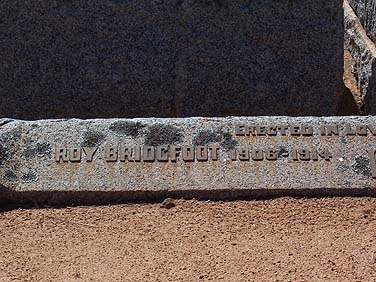 ERECTED IN LOV
ROY BRIDGFOOT 1906-1914